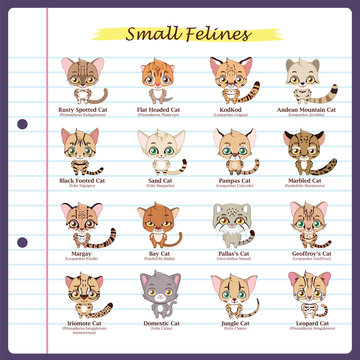 Small Felines
Rusty Spotted Cat
(Prionailurus Rubiginosus)
Flat Headed Cat
(Prionailurus Planiceps)
KodKod
(Leopardus Guigna)
Andean Mountain Cat
(Leopardus Jacobita)
Black Footed Cat
(Felis Nigripes)
Sand Cat
(Felis Margarita)
Pampas Cat
(Leopardus Colocolo)
Marbled Cat
(Pardofelis Marmorata)
Margay
(Leopardus Wiedii)
Bay Cat
(Pardofelis Badia)
Pallas's Cat
(Otocolobus Manul)
Geoffroy's Cat
(Leopardus Geoffroyi)
Iriomote Cat
(Prionailurus bengalensis
iriomotensis)
Domestic Cat
(Felis Catus)
Jungle Cat
(Felis Chaus)
Leopard Cat
(Prionailurus bengalensis)